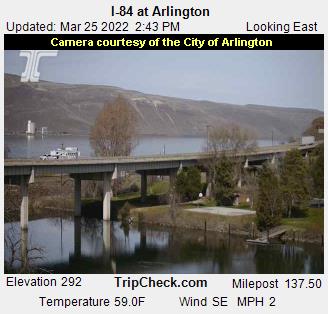 I-84 at Arlington
Updated: Mar 25 2022 2:43 PM Looking East
Camera courtesy of the City of Arlington
Elevation 292 TripCheck.com Milepost 137.50
Temperature 59.0F Wind SE MPH 2